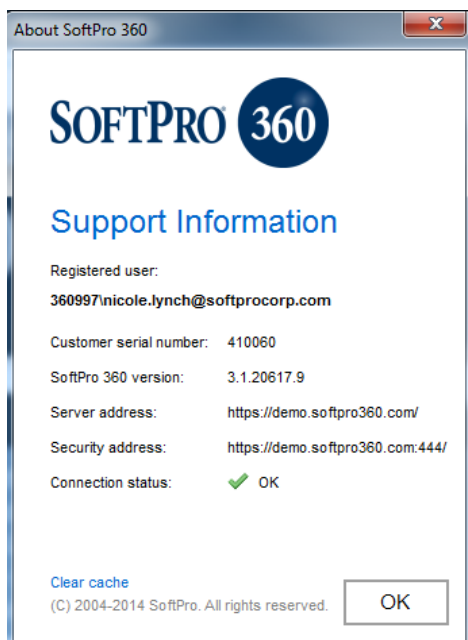 About SoftPro 360
SOFTPRO 360
Support Information
Registered user:
360997\nicole.lynch@softprocorp.com
Customer serial number: 410060
SoftPro 360 version: 3.1.20617.9
Server address: https://demo.softpro360.com/
Security address: https://demo.softpro360.com:444/
Connection status: OK
Clear cache
(C) 2004-2014 SoftPro. All rights reserved.
OK